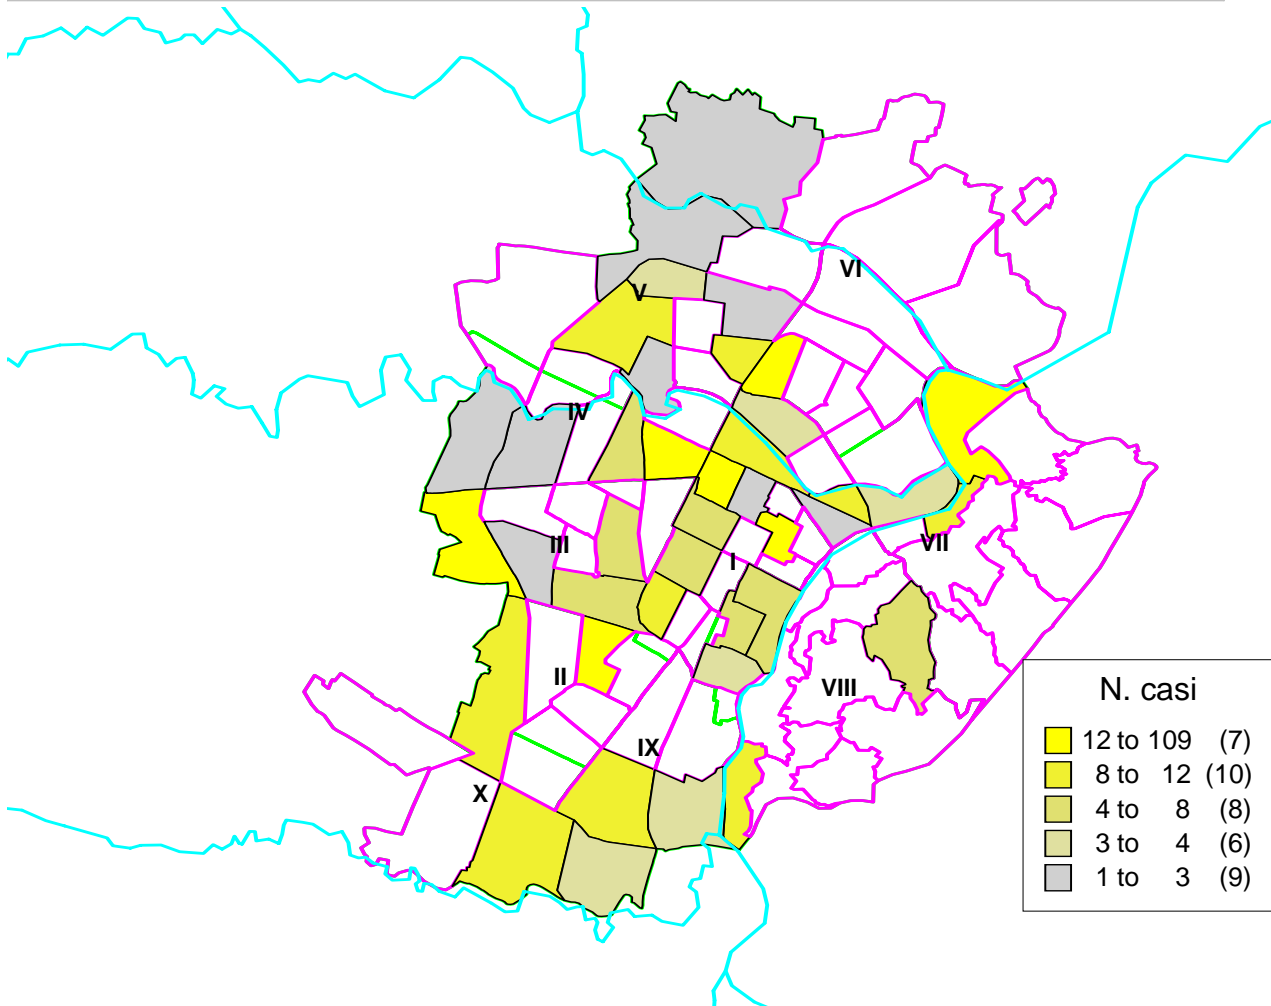 VI
V
IV
III
VII
I
II
VIII
IX
X
N. casi
12 to 109 (7)
8 to 12 (10)
4 to 8 (8)
3 to 4 (6)
1 to 3 (9)